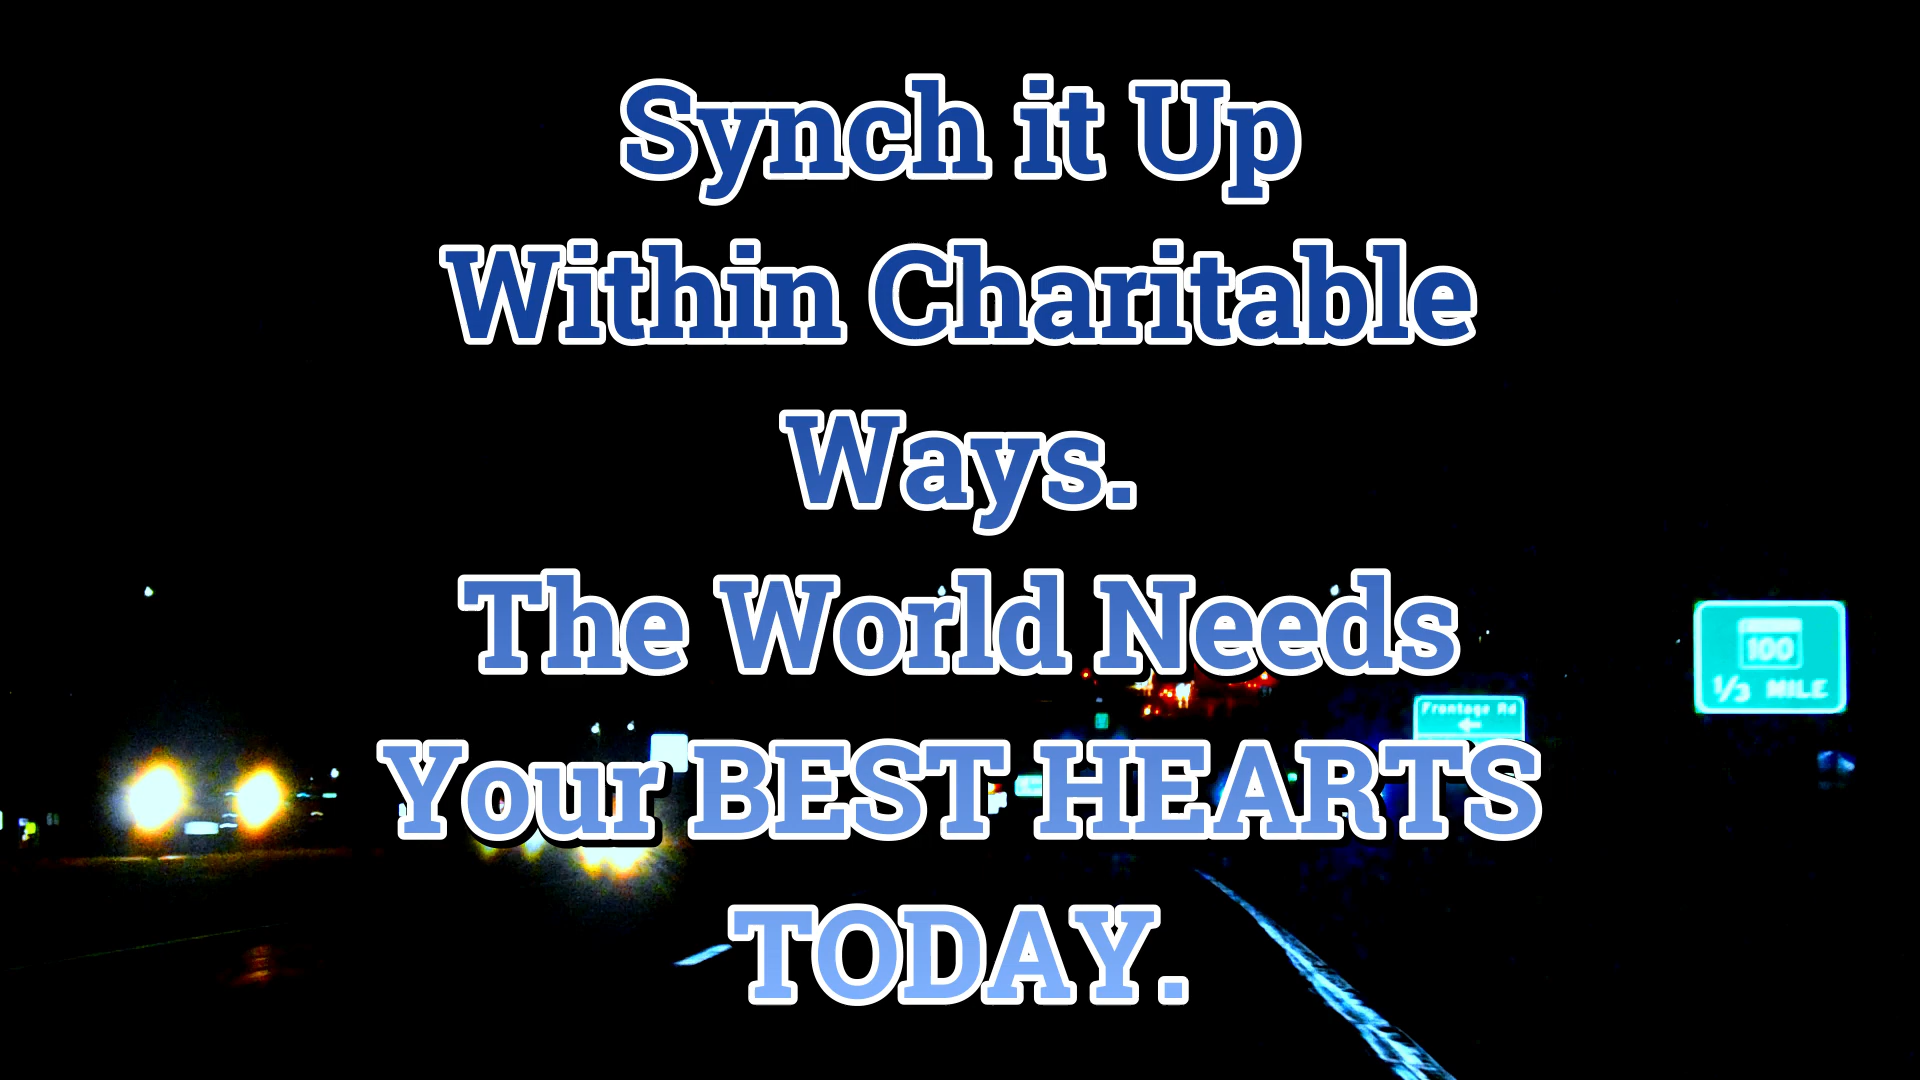 Synch it Up
Within Charitable
Ways.
The World Needs
Your BEST HEARTS
TODAY.
100
1/3 MILE
Frontage Rd